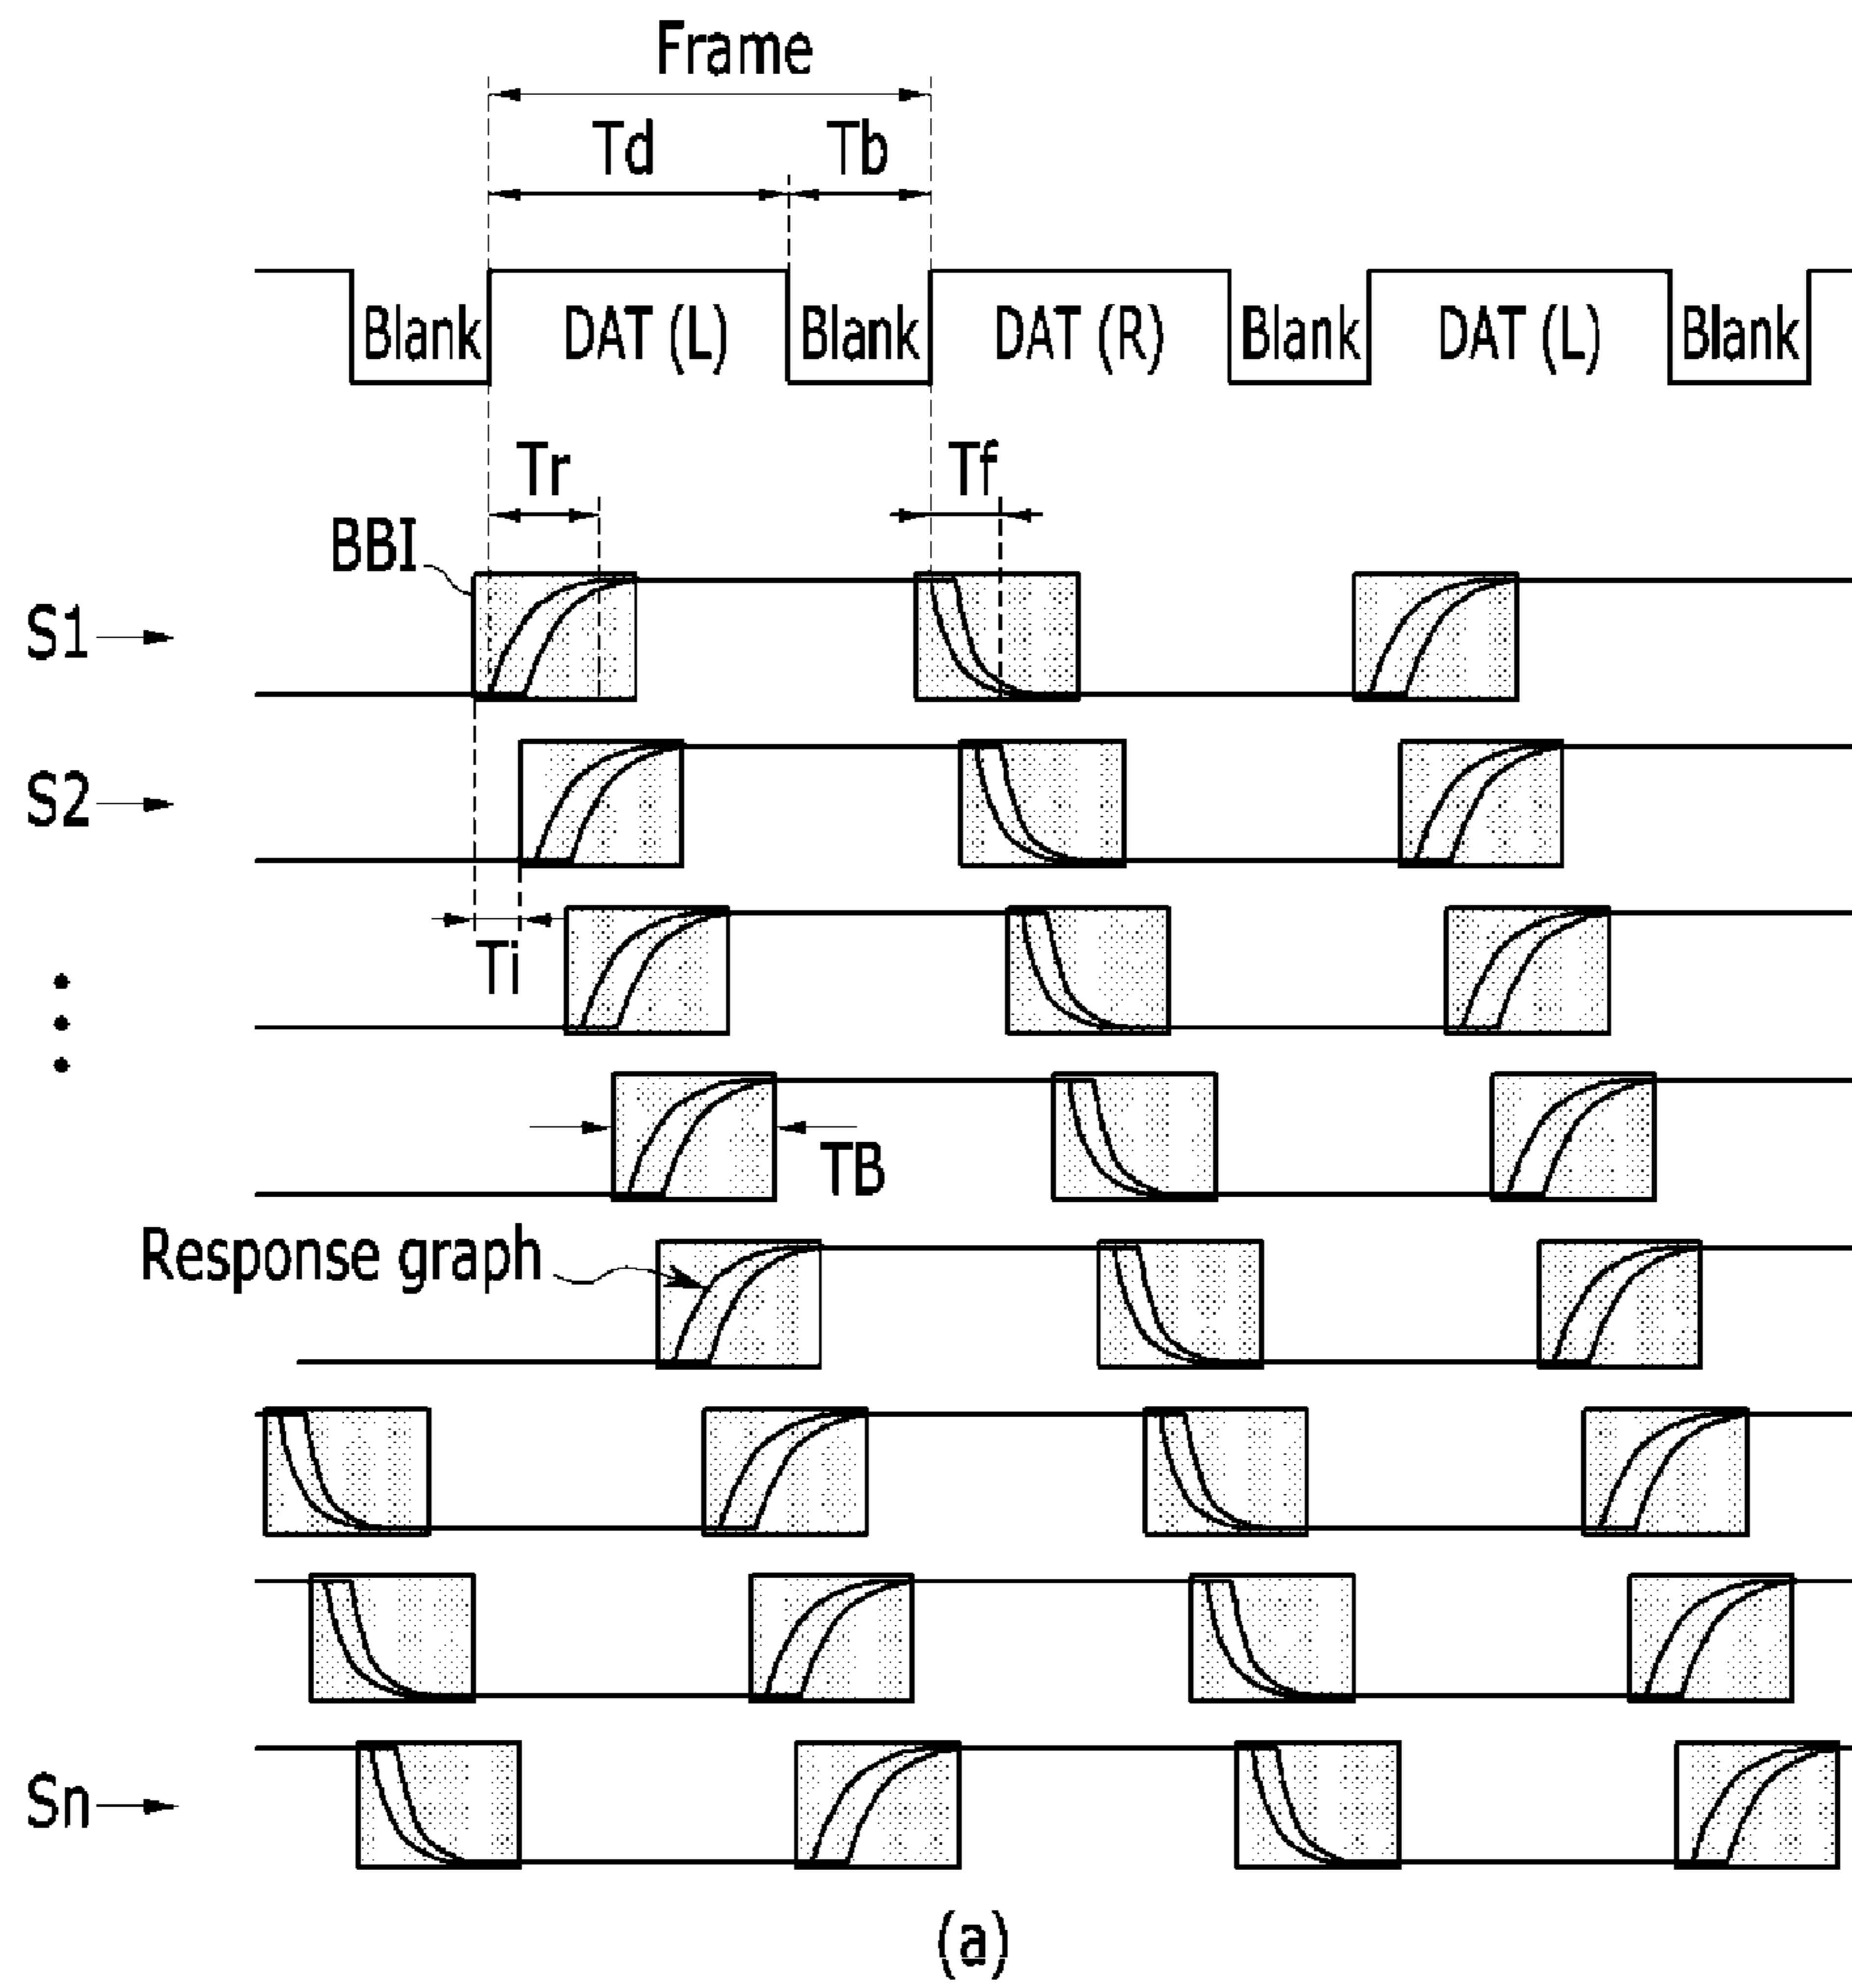 Frame
Td Tb
Blank DAT (L) Blank DAT (R) Blank DAT (L) Blank
Tr Tf
BBI
S1
S2
Ti
TB
Response graph
Sn
(a)